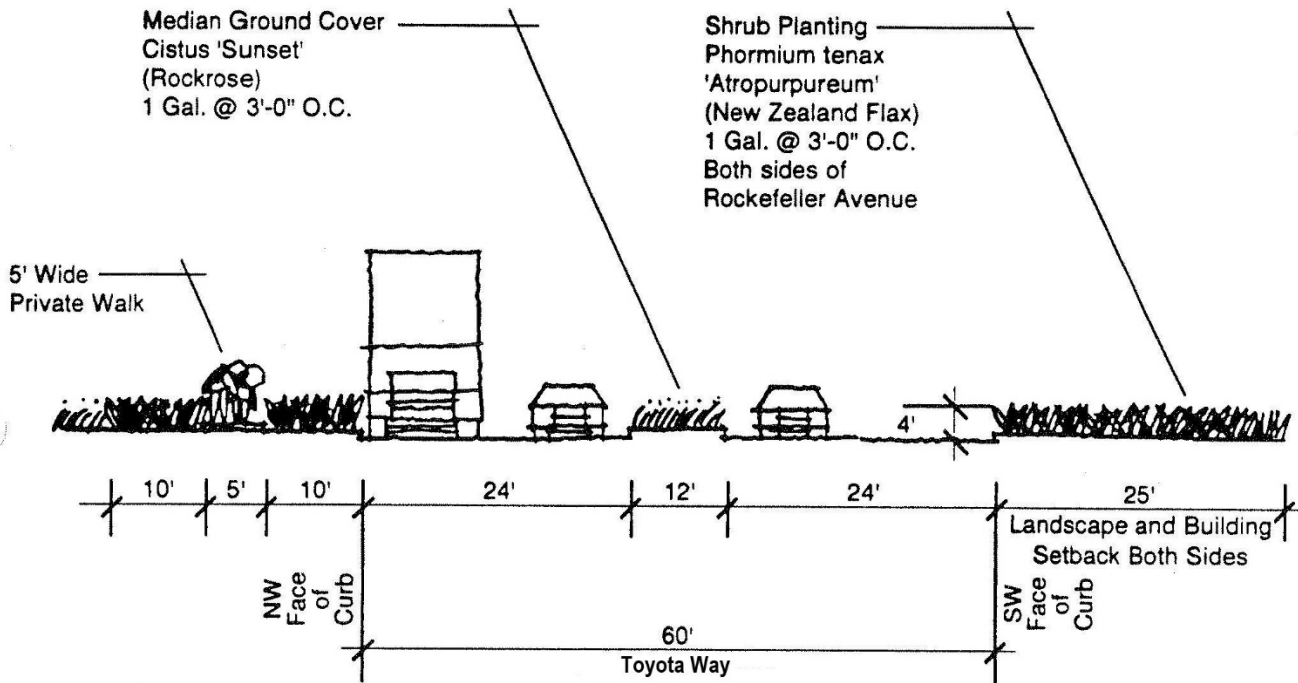 Median Ground Cover
Cistus 'Sunset'
(Rockrose)
1 Gal. @ 3'-0" O.C.
Shrub Planting
Phormium tenax
'Atropurpureum'
(New Zealand Flax)
1 Gal. @ 3'-0" O.C.
Both sides of
Rockefeller Avenue
5' Wide
Private Walk
4'
10'
5'
10'
24'
12'
24'
25'
Landscape and Building
Setback Both Sides
NW
Face
of
Curb
SW
Face
of
Curb
60'
Toyota Way